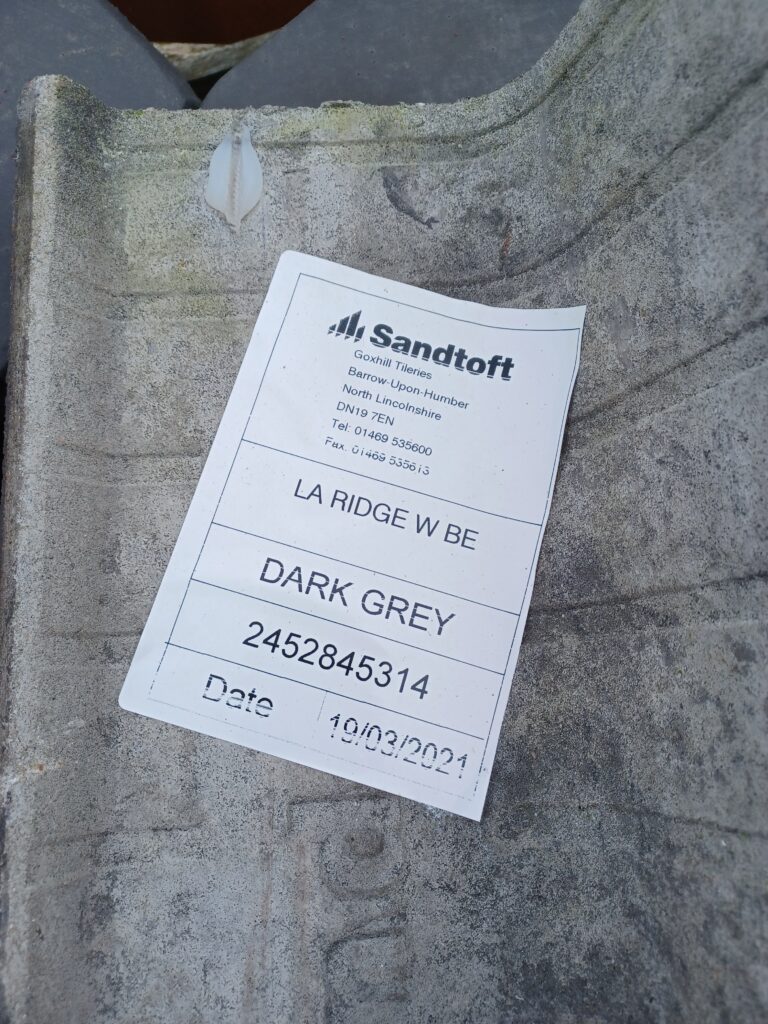 Sandtoft
Goxhill Tileries
Barrow-Upon-Humber
North Lincolnshire
DN19 7EN
Tel: 01469 535600
Fax: 01469 535613
LA RIDGE W BE
DARK GREY
2452845314
Date 19/03/2021